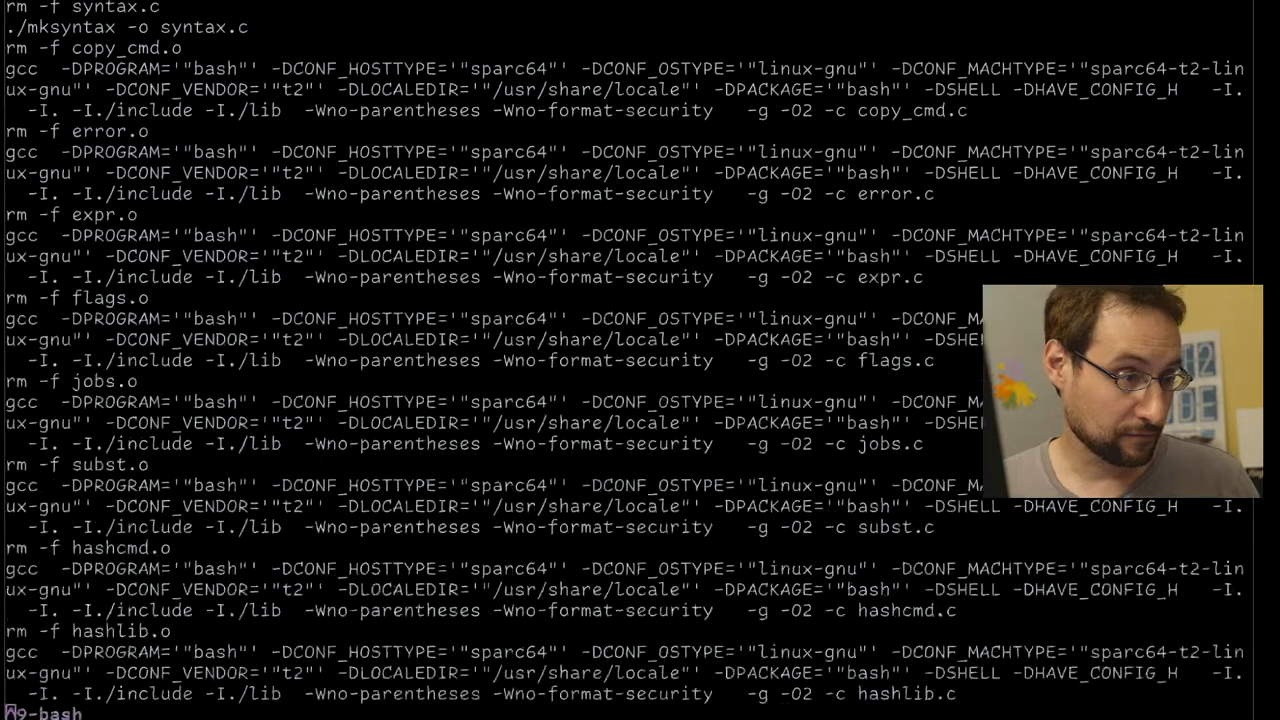 rm -f syntax.c
./mksyntax -o syntax.c
rm -f copy_cmd.o
gcc  -DPROGRAM='"bash"' -DCONF_HOSTTYPE='"sparc64"' -DCONF_OSTYPE='"linux-gnu"' -DCONF_MACHTYPE='"sparc64-t2-lin
ux-gnu"' -DCONF_VENDOR='"t2"' -DLOCALEDIR='"/usr/share/locale"' -DPACKAGE='"bash"' -DSHELL -DHAVE_CONFIG_H   -I.
  -I. -I./include -I./lib  -Wno-parentheses -Wno-format-security   -g -O2 -c copy_cmd.c
rm -f error.o
gcc  -DPROGRAM='"bash"' -DCONF_HOSTTYPE='"sparc64"' -DCONF_OSTYPE='"linux-gnu"' -DCONF_MACHTYPE='"sparc64-t2-lin
ux-gnu"' -DCONF_VENDOR='"t2"' -DLOCALEDIR='"/usr/share/locale"' -DPACKAGE='"bash"' -DSHELL -DHAVE_CONFIG_H   -I.
  -I. -I./include -I./lib  -Wno-parentheses -Wno-format-security   -g -O2 -c error.c
rm -f expr.o
gcc  -DPROGRAM='"bash"' -DCONF_HOSTTYPE='"sparc64"' -DCONF_OSTYPE='"linux-gnu"' -DCONF_MACHTYPE='"sparc64-t2-lin
ux-gnu"' -DCONF_VENDOR='"t2"' -DLOCALEDIR='"/usr/share/locale"' -DPACKAGE='"bash"' -DSHELL -DHAVE_CONFIG_H   -I.
  -I. -I./include -I./lib  -Wno-parentheses -Wno-format-security   -g -O2 -c expr.c
rm -f flags.o
gcc  -DPROGRAM='"bash"' -DCONF_HOSTTYPE='"sparc64"' -DCONF_OSTYPE='"linux-gnu"' -DCONF_MA
ux-gnu"' -DCONF_VENDOR='"t2"' -DLOCALEDIR='"/usr/share/locale"' -DPACKAGE='"bash"' -DSHE
  -I. -I./include -I./lib  -Wno-parentheses -Wno-format-security   -g -O2 -c flags.c
rm -f jobs.o
gcc  -DPROGRAM='"bash"' -DCONF_HOSTTYPE='"sparc64"' -DCONF_OSTYPE='"linux-gnu"' -DCONF_MA
ux-gnu"' -DCONF_VENDOR='"t2"' -DLOCALEDIR='"/usr/share/locale"' -DPACKAGE='"bash"' -DSHE
  -I. -I./include -I./lib  -Wno-parentheses -Wno-format-security   -g -O2 -c jobs.c
rm -f subst.o
gcc  -DPROGRAM='"bash"' -DCONF_HOSTTYPE='"sparc64"' -DCONF_OSTYPE='"linux-gnu"' -DCONF_MA
ux-gnu"' -DCONF_VENDOR='"t2"' -DLOCALEDIR='"/usr/share/locale"' -DPACKAGE='"bash"' -DSHELL -DHAVE_CONFIG_H   -I.
  -I. -I./include -I./lib  -Wno-parentheses -Wno-format-security   -g -O2 -c subst.c
rm -f hashcmd.o
gcc  -DPROGRAM='"bash"' -DCONF_HOSTTYPE='"sparc64"' -DCONF_OSTYPE='"linux-gnu"' -DCONF_MACHTYPE='"sparc64-t2-lin
ux-gnu"' -DCONF_VENDOR='"t2"' -DLOCALEDIR='"/usr/share/locale"' -DPACKAGE='"bash"' -DSHELL -DHAVE_CONFIG_H   -I.
  -I. -I./include -I./lib  -Wno-parentheses -Wno-format-security   -g -O2 -c hashcmd.c
rm -f hashlib.o
gcc  -DPROGRAM='"bash"' -DCONF_HOSTTYPE='"sparc64"' -DCONF_OSTYPE='"linux-gnu"' -DCONF_MACHTYPE='"sparc64-t2-lin
ux-gnu"' -DCONF_VENDOR='"t2"' -DLOCALEDIR='"/usr/share/locale"' -DPACKAGE='"bash"' -DSHELL -DHAVE_CONFIG_H   -I.
  -I. -I./include -I./lib  -Wno-parentheses -Wno-format-security   -g -O2 -c hashlib.c